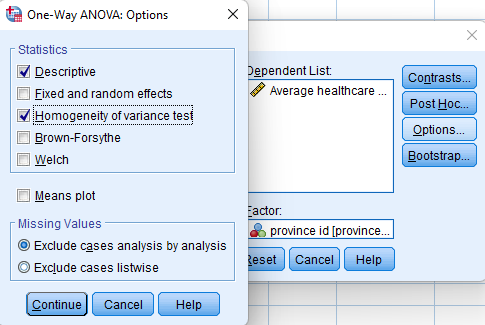 One-Way ANOVA: Options
Statistics
Descriptive
Fixed and random effects
Homogeneity of variance test
Brown-Forsythe
Welch
Means plot
Missing Values
Exclude cases analysis by analysis
Exclude cases listwise
Continue
Cancel
Help
Dependent List:
Average healthcare ...
Factor:
province id [province...
Reset
Cancel
Help
Contrasts...
Post Hoc...
Options...
Bootstrap...